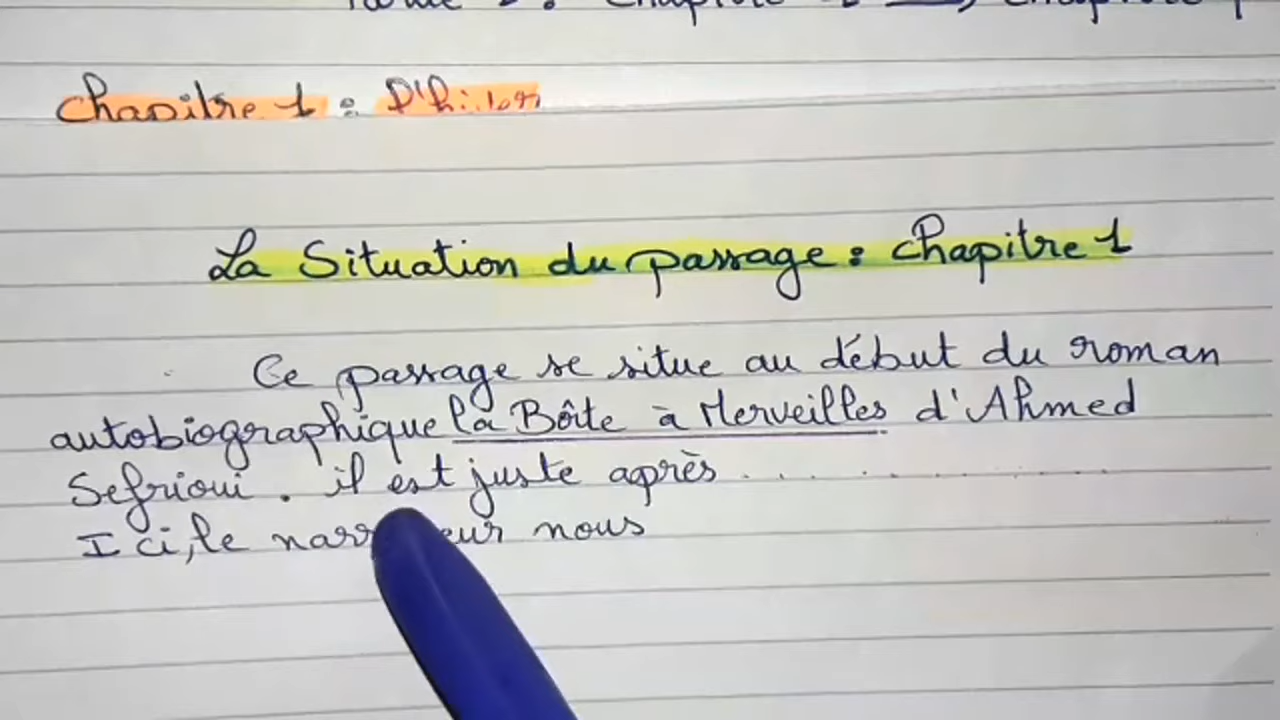 Chapitre 1 :
La Situation du passage : Chapitre 1
Ce passage se situe au début du roman
autobiographique la Boîte à Merveilles d'Ahmed
Sefrioui . il est juste après . . . . . . . . .
Ici, le narrateur nous